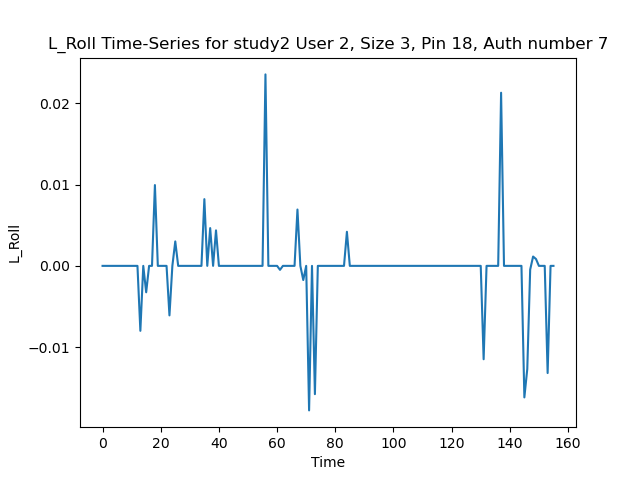 L_Roll Time-Series for study2 User 2, Size 3, Pin 18, Auth number 7
0.02
0.01
0.00
−0.01
L_Roll
0 20 40 60 80 100 120 140 160
Time